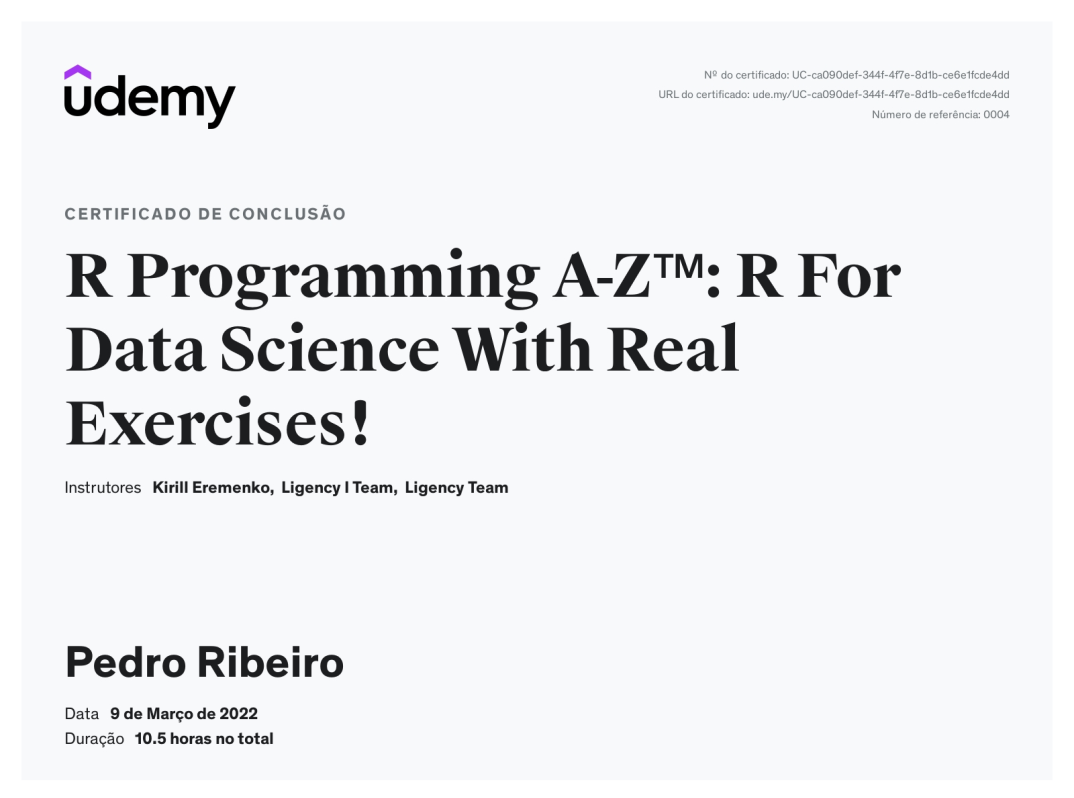 udemy
Nº do certificado: UC-ca090def-344f-4f7e-8d1b-ce6e1fcde4dd
URL do certificado: ude.my/UC-ca090def-344f-4f7e-8d1b-ce6e1fcde4dd
Número de referência: 0004
CERTIFICADO DE CONCLUSÃO
R Programming A-Z™: R For
Data Science With Real
Exercises!
Instrutores Kirill Eremenko, Ligency I Team, Ligency Team
Pedro Ribeiro
Data 9 de Março de 2022
Duração 10.5 horas no total